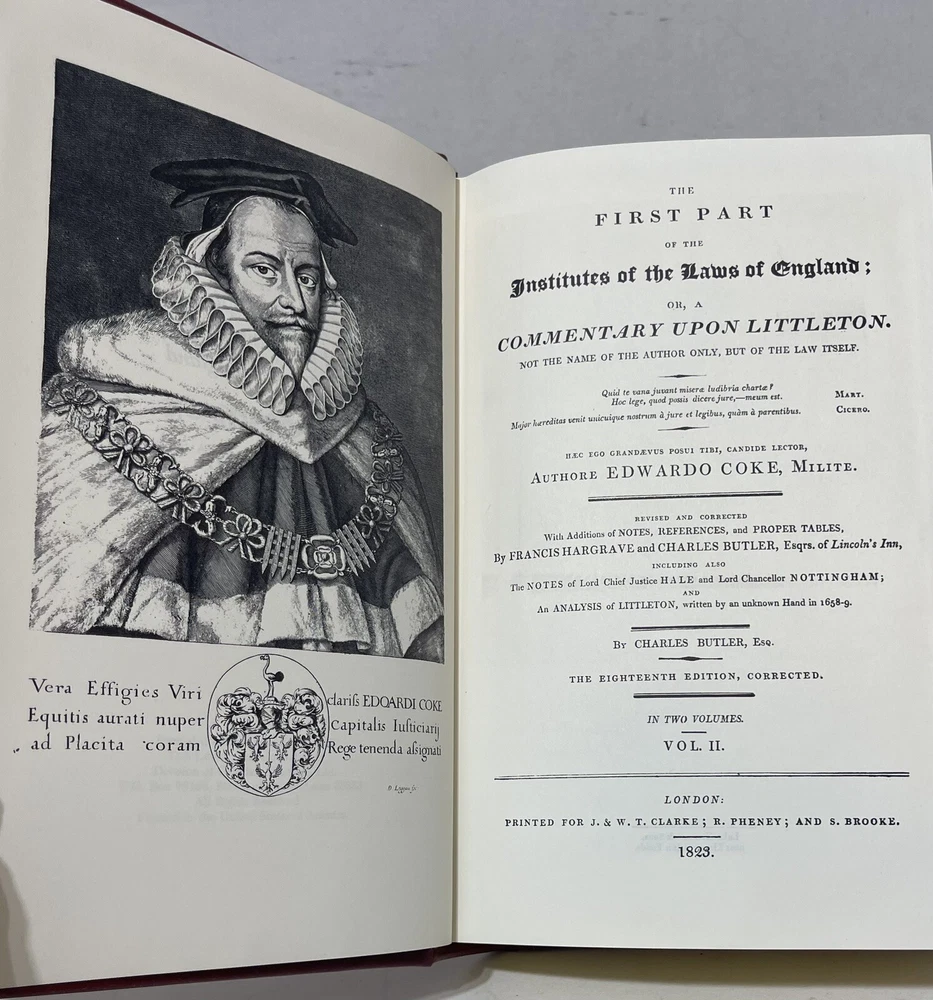 Vera Effigies Viri clariſs EDOARDI COKE
Equitis aurati nuper Capitalis Iuſticiarij
ad Placita coram Rege tenenda aſsignati
D. Loggan ſc.
THE
FIRST PART
OF THE
Institutes of the Laws of England;
OR, A
COMMENTARY UPON LITTLETON.
NOT THE NAME OF THE AUTHOR ONLY, BUT OF THE LAW ITSELF.
Quid te vana juvant miseræ ludibria chartæ?
Hoc lege, quod possis dicere jure,—meum est. MART.
Major hæreditas venit unicuique nostrum à jure et legibus, quàm à parentibus. CICERO.
HÆC EGO GRANDÆVUS POSUI TIBI, CANDIDE LECTOR,
AUTHORE EDWARDO COKE, MILITE.
REVISED AND CORRECTED
With Additions of NOTES, REFERENCES, and PROPER TABLES,
By FRANCIS HARGRAVE and CHARLES BUTLER, Esqrs. of Lincoln's Inn,
INCLUDING ALSO
The NOTES of Lord Chief Justice HALE and Lord Chancellor NOTTINGHAM;
AND
An ANALYSIS of LITTLETON, written by an unknown Hand in 1658-9.
BY CHARLES BUTLER, ESQ.
THE EIGHTEENTH EDITION, CORRECTED.
IN TWO VOLUMES.
VOL. II.
LONDON:
PRINTED FOR J. & W. T. CLARKE; R. PHENEY; AND S. BROOKE.
1823.